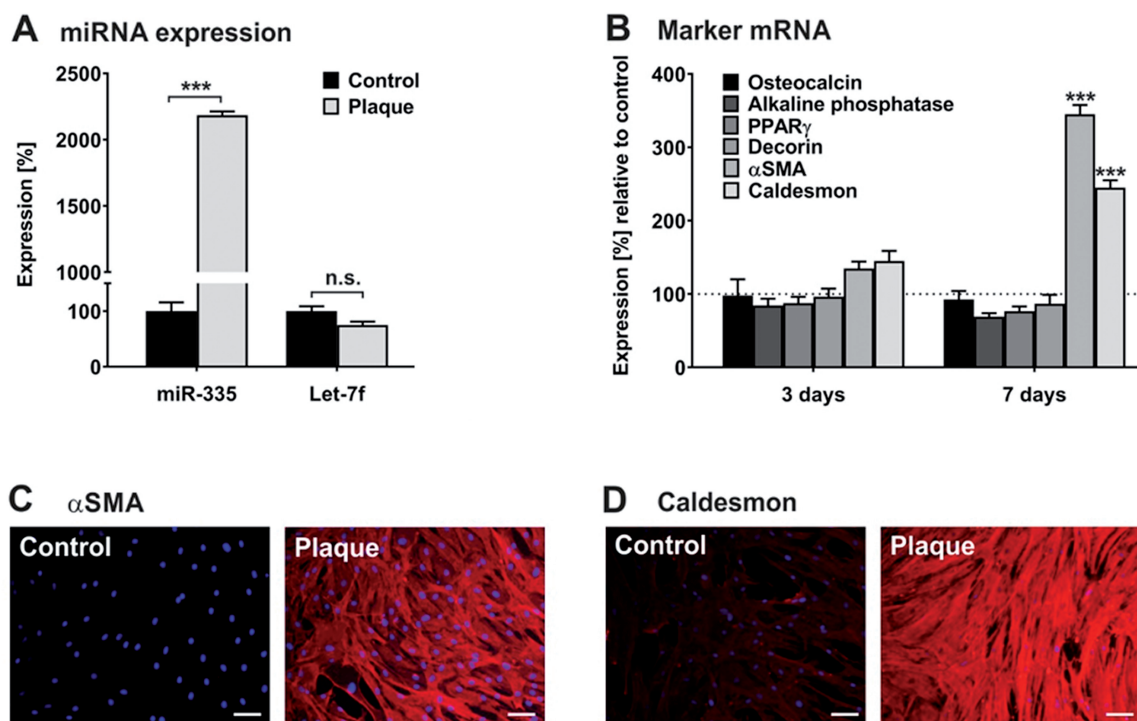 A miRNA expression
Expression [%]
2500
2000
1500
1000
100
0
***
n.s.
Control
Plaque
miR-335
Let-7f
B Marker mRNA
Expression [%] relative to control
400
300
200
100
0
Osteocalcin
Alkaline phosphatase
PPARγ
Decorin
αSMA
Caldesmon
***
***
3 days
7 days
C αSMA
Control
Plaque
D Caldesmon
Control
Plaque